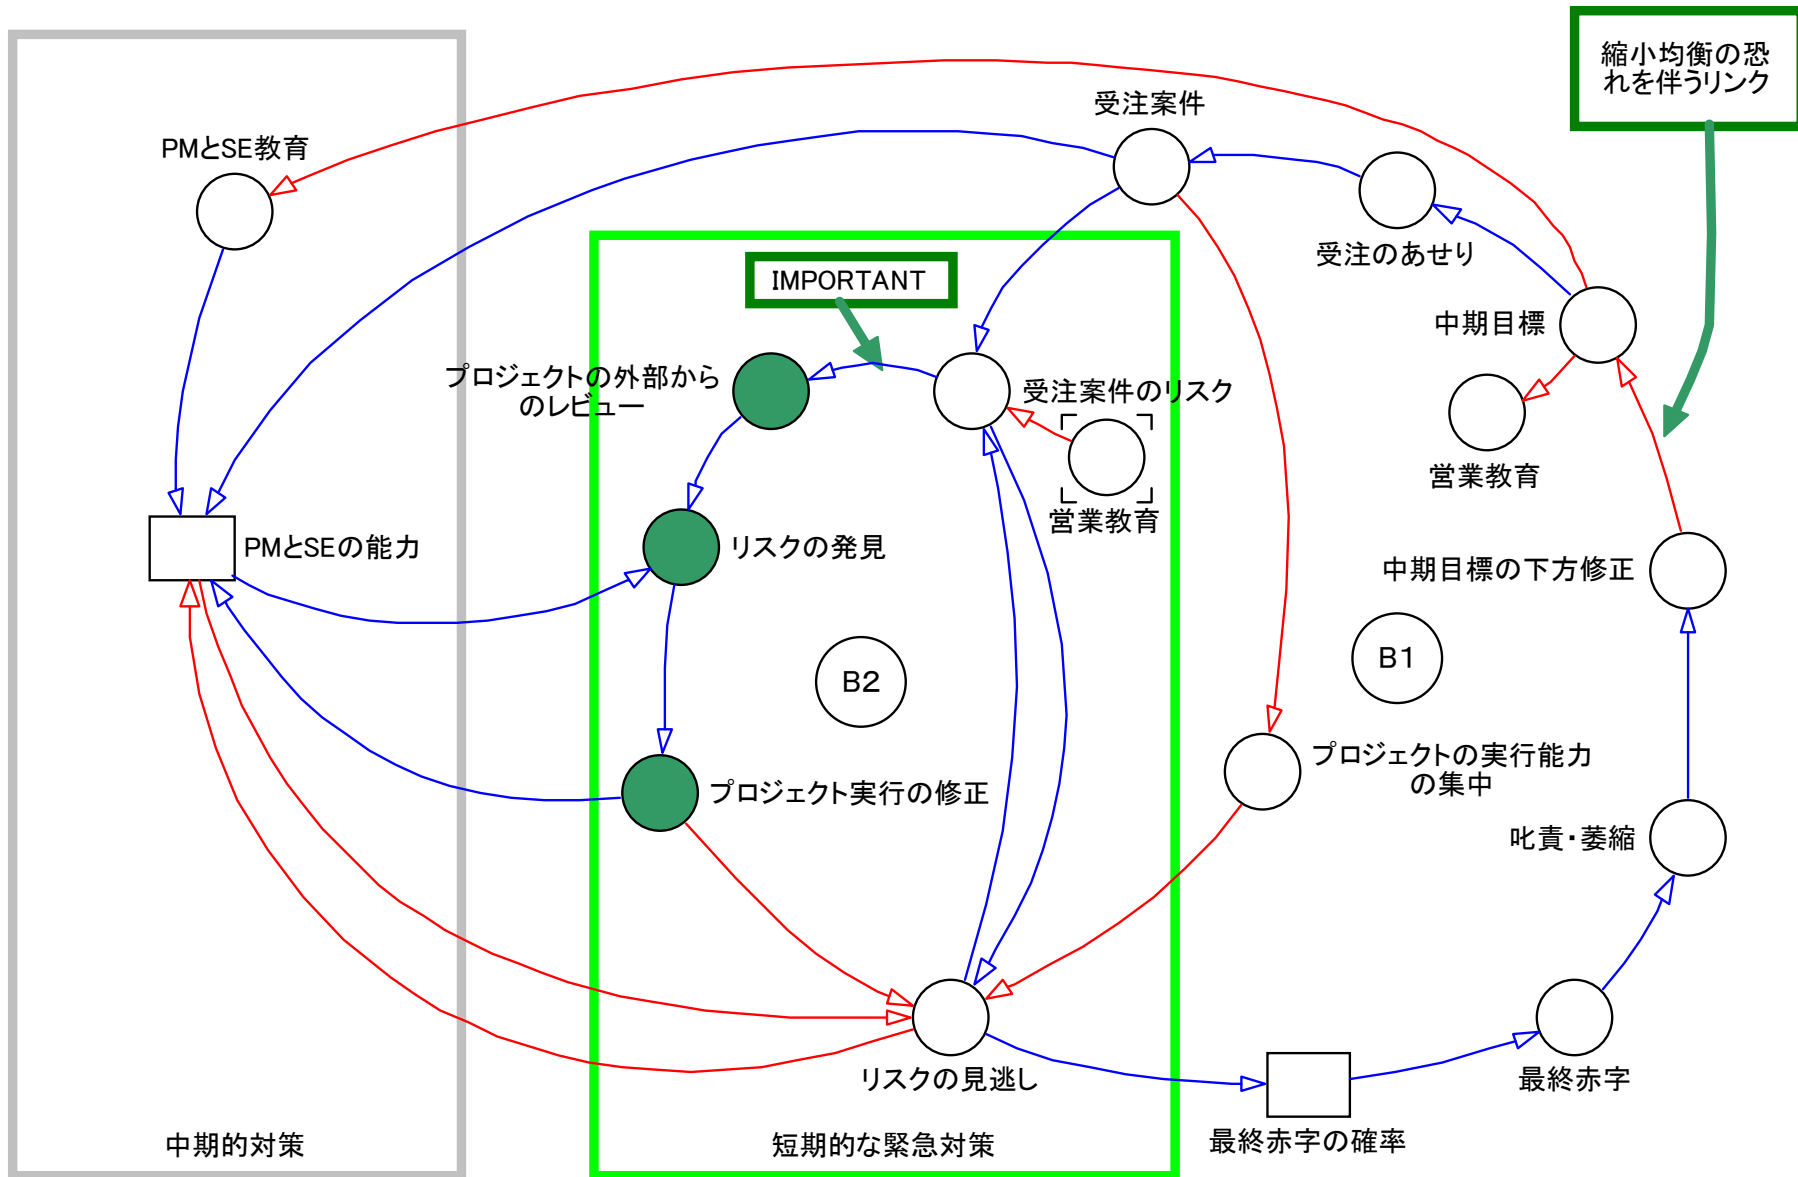 縮小均衡の恐
れを伴うリンク
受注案件
PMとSE教育
受注のあせり
IMPORTANT
中期目標
プロジェクトの外部から
のレビュー
受注案件のリスク
営業教育
営業教育
PMとSEの能力
リスクの発見
中期目標の下方修正
B2
B1
プロジェクト実行の修正
プロジェクトの実行能力
の集中
叱責・萎縮
リスクの見逃し
最終赤字
最終赤字の確率
中期的対策
短期的な緊急対策